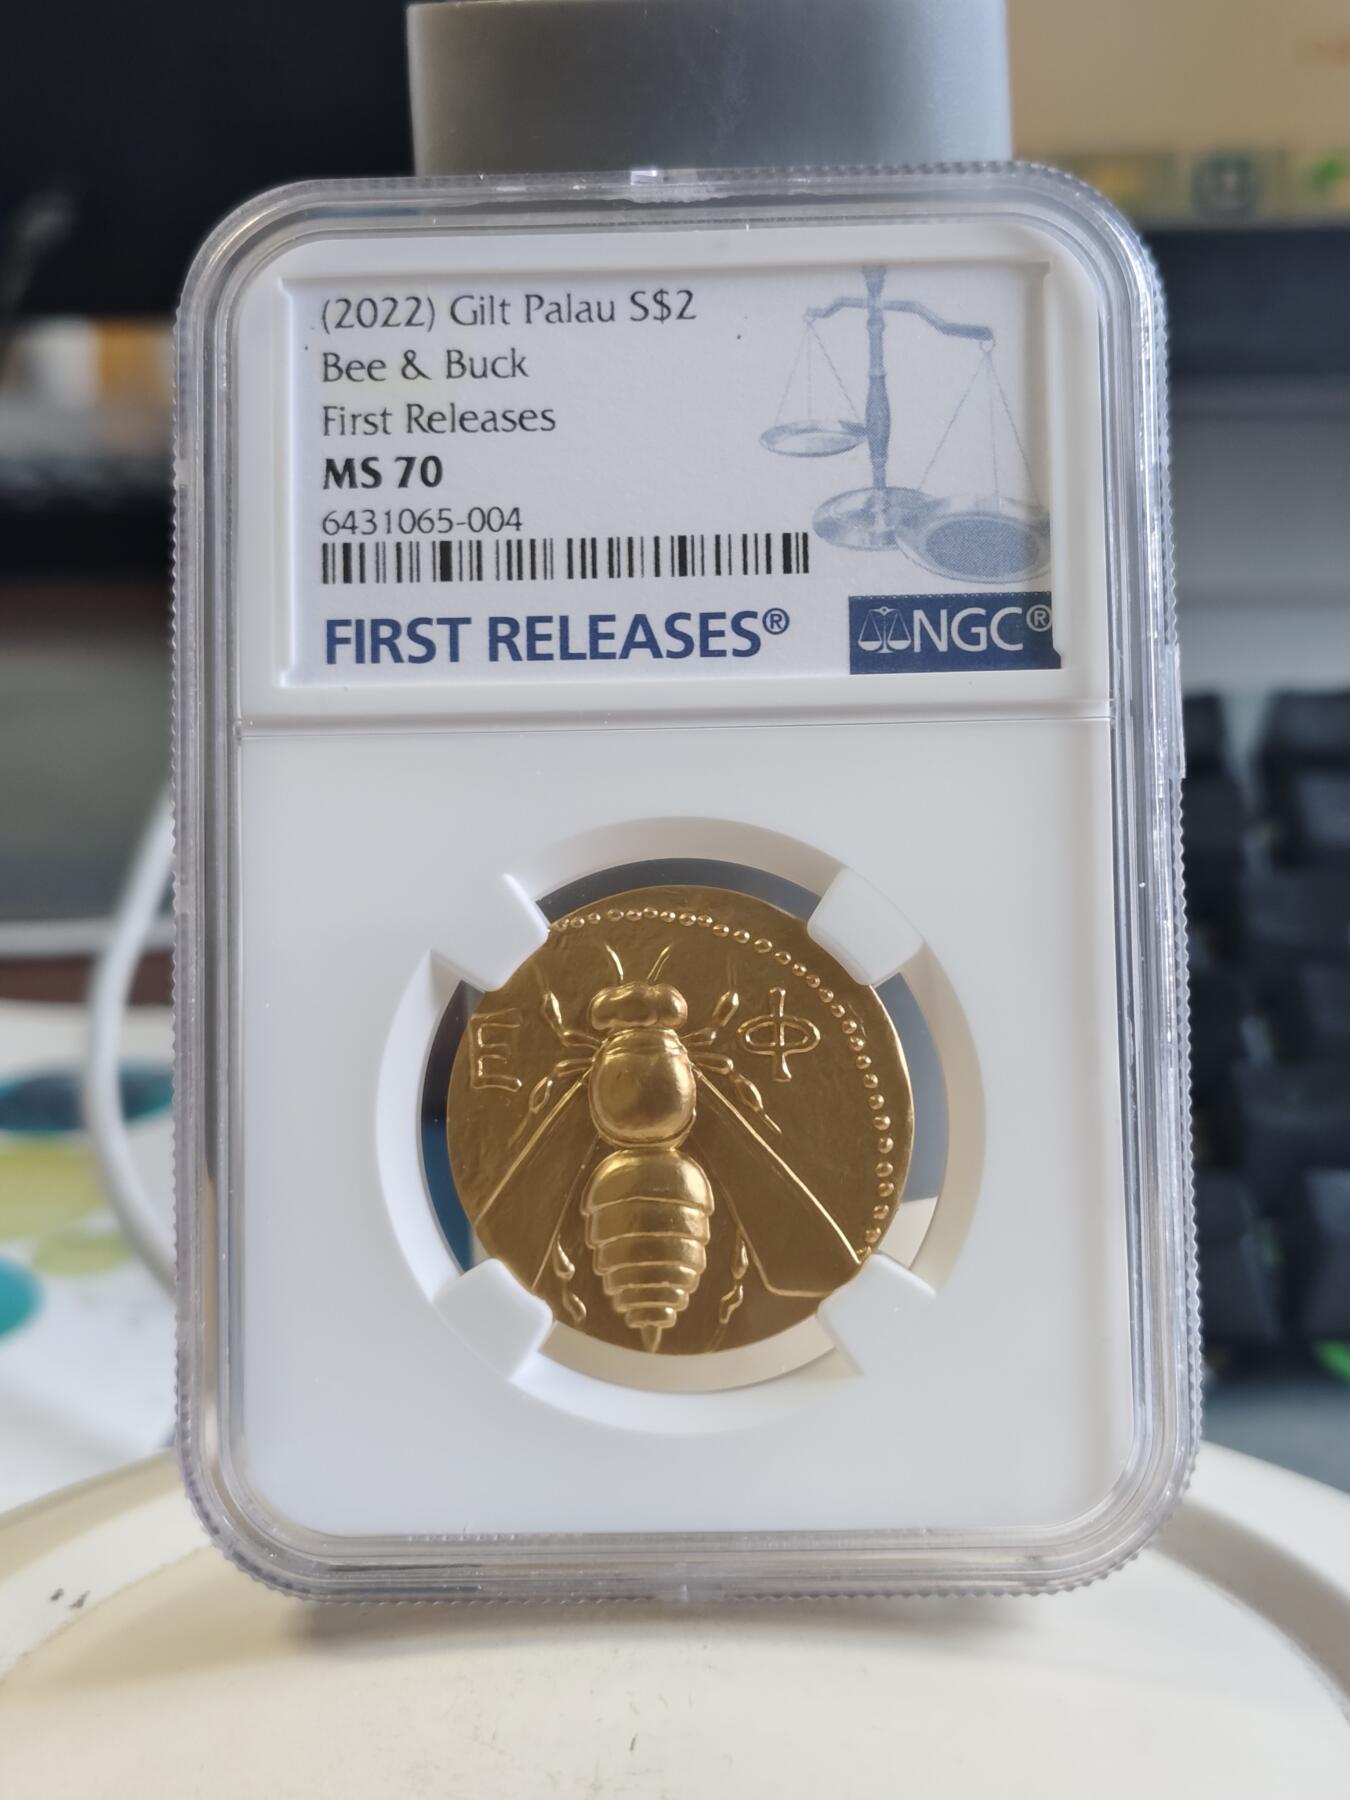 (2022) Gilt Palau S$2
Bee & Buck
First Releases
MS 70
6431065-004
FIRST RELEASES®
NGC®
Ε Φ